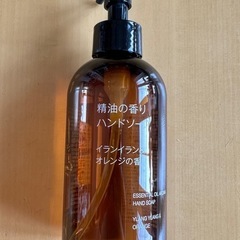 精油の香り
ハンドソー
イランイラン
オレンジの香
ESSENTIAL OIL
HAND SOAP
YLANG YLANG &
ORANGE